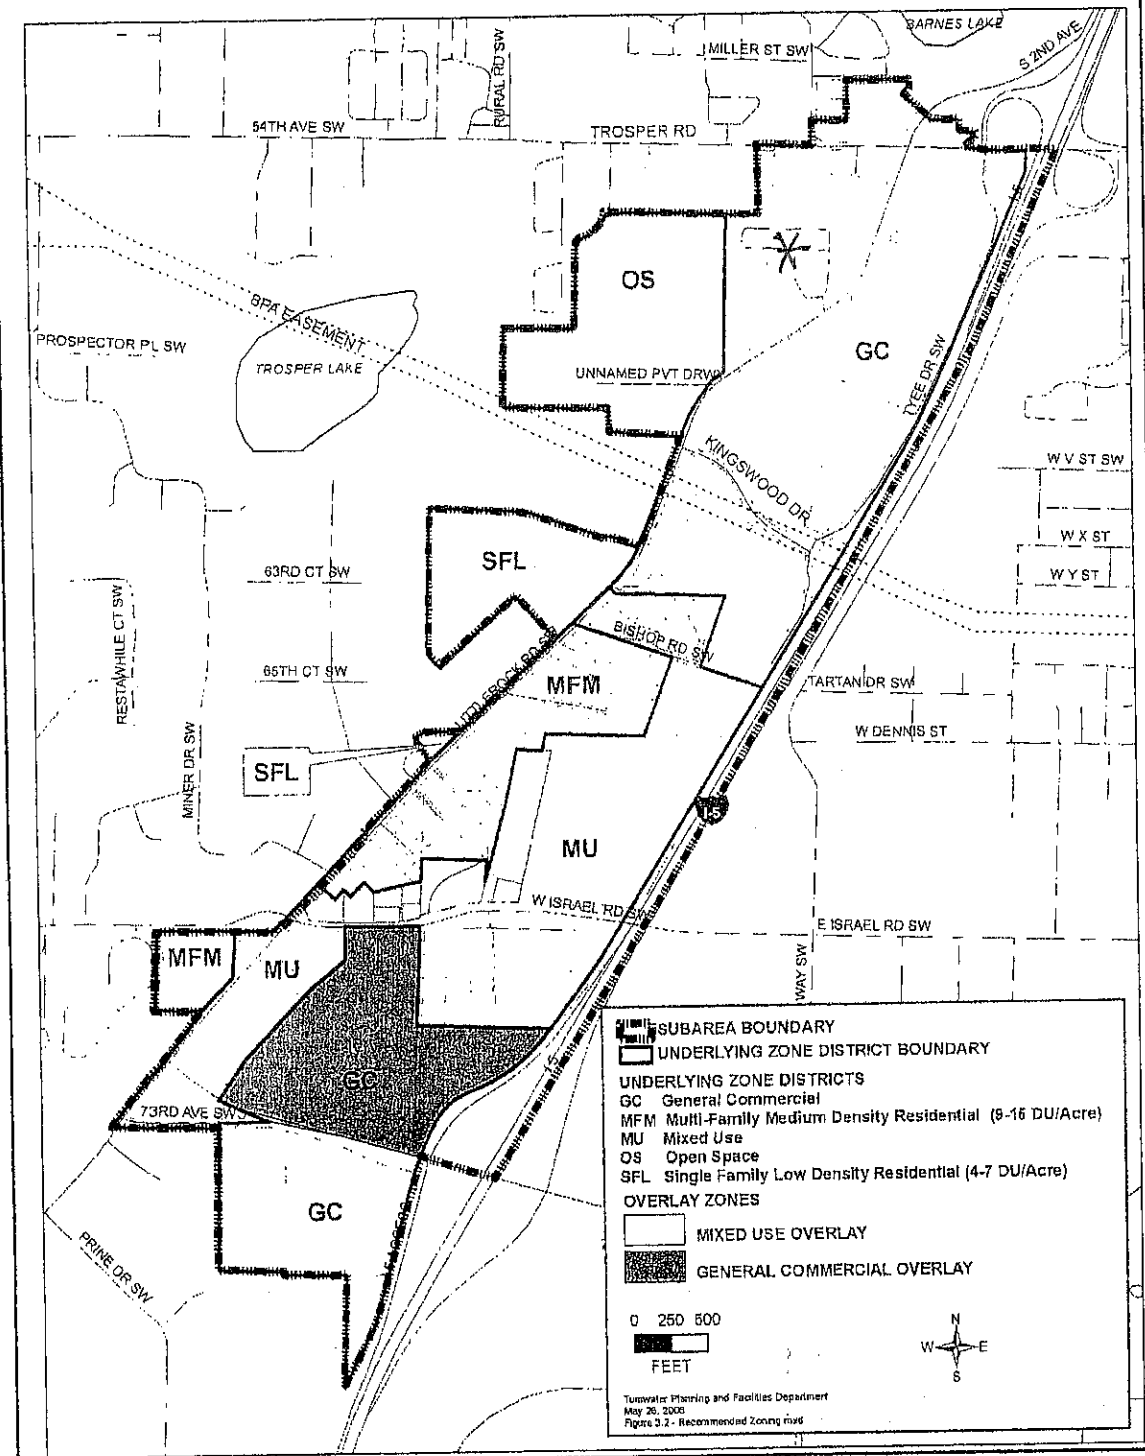 BARNES LAKE
MILLER ST SW
S 2ND AVE
RURAL RD SW
54TH AVE SW
TROSPER RD
I-5
OS
BPA EASEMENT
PROSPECTOR PL SW
TROSPER LAKE
GC
UNNAMED PVT DRWY
TYEE DR SW
KINGSWOOD DR
W V ST SW
W X ST
W Y ST
SFL
63RD CT SW
RESTAWHILE CT SW
65TH CT SW
BISHOP RD SW
LITTLEROCK RD SW
MFM
TARTAN DR SW
W DENNIS ST
SFL
MINER DR SW
MU
W ISRAEL RD SW
E ISRAEL RD SW
MFM
MU
WAY SW
GC
I-5
73RD AVE SW
GC
PRINE DR SW
SUBAREA BOUNDARY
UNDERLYING ZONE DISTRICT BOUNDARY
UNDERLYING ZONE DISTRICTS
GC General Commercial
MFM Multi-Family Medium Density Residential (9-15 DU/Acre)
MU Mixed Use
OS Open Space
SFL Single Family Low Density Residential (4-7 DU/Acre)
OVERLAY ZONES
MIXED USE OVERLAY
GENERAL COMMERCIAL OVERLAY
0 250 500
FEET
N
W E
S
Tumwater Planning and Facilities Department
May 26, 2006
Figure 3.2 - Recommended Zoning